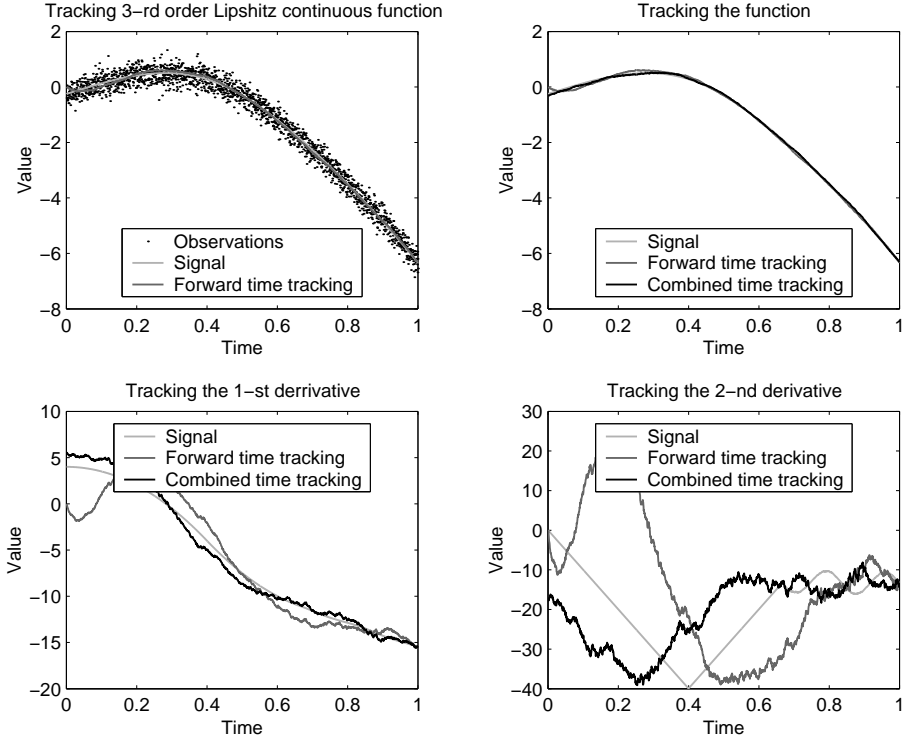 Tracking 3−rd order Lipshitz continuous function
2
0
−2
−4
−6
−8
Value
Observations
Signal
Forward time tracking
0 0.2 0.4 0.6 0.8 1
Time
Tracking the function
2
0
−2
−4
−6
−8
Value
Signal
Forward time tracking
Combined time tracking
0 0.2 0.4 0.6 0.8 1
Time
Tracking the 1−st derrivative
10
5
0
−5
−10
−15
−20
Value
Signal
Forward time tracking
Combined time tracking
0 0.2 0.4 0.6 0.8 1
Time
Tracking the 2−nd derivative
30
20
10
0
−10
−20
−30
−40
Value
Signal
Forward time tracking
Combined time tracking
0 0.2 0.4 0.6 0.8 1
Time